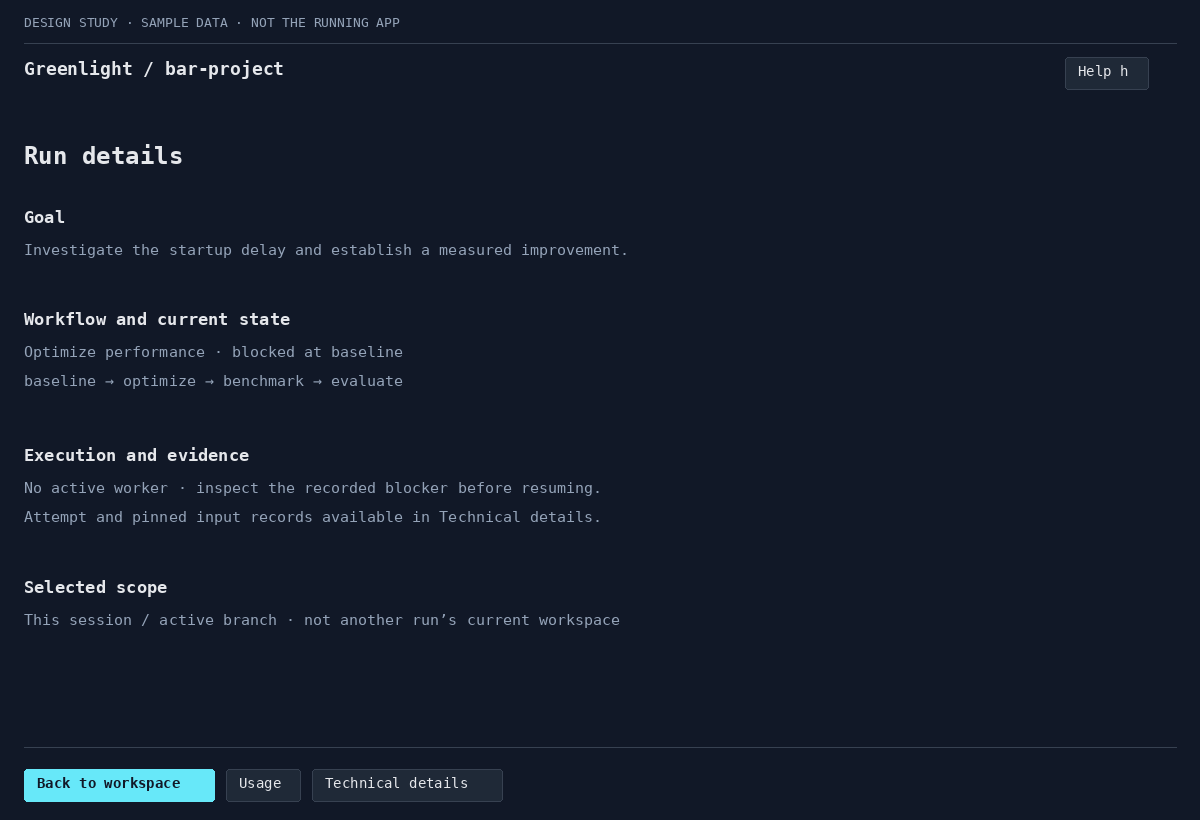 DESIGN STUDY · SAMPLE DATA · NOT THE RUNNING APP
Greenlight / bar-project
Help h
Run details
Goal
Investigate the startup delay and establish a measured improvement.
Workflow and current state
Optimize performance · blocked at baseline
baseline → optimize → benchmark → evaluate
Execution and evidence
No active worker · inspect the recorded blocker before resuming.
Attempt and pinned input records available in Technical details.
Selected scope
This session / active branch · not another run’s current workspace
Back to workspace
Usage
Technical details